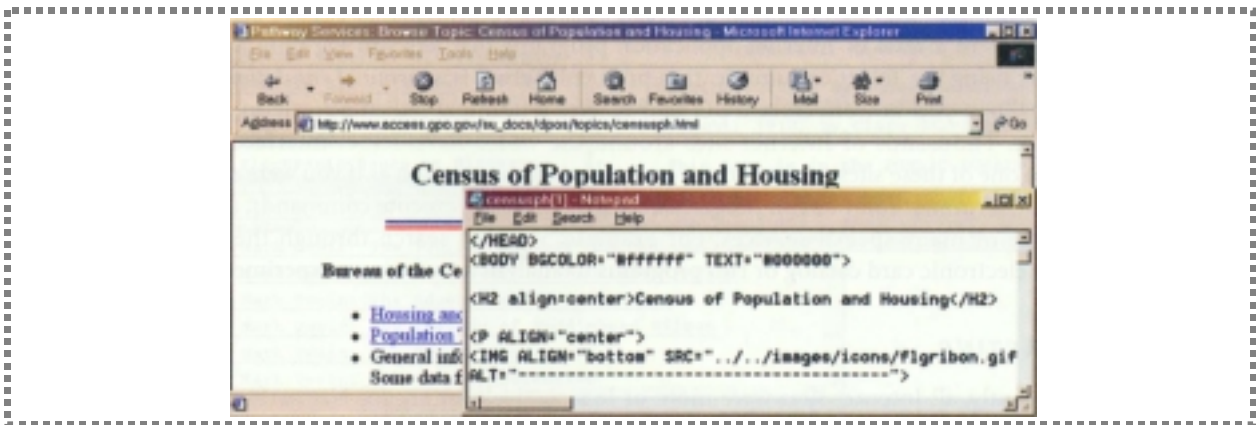 Pathway Services: Browse Topic: Census of Population and Housing - Microsoft Internet Explorer
File Edit View Favorites Tools Help
Back Forward Stop Refresh Home Search Favorites History Mail Size Print
Address http://www.access.gpo.gov/su_docs/dpos/topics/censusph.html Go
Census of Population and Housing
censusph[1] - Notepad
File Edit Search Help
</HEAD>
<BODY BGCOLOR="#ffffff" TEXT="#000000">
Bureau of the Ce
<H2 align=center>Census of Population and Housing</H2>
Housing and
Population
<P ALIGN="center">
General info
<IMG ALIGN="bottom" SRC="../../images/icons/flgribon.gif
Some data f
ALT="--------------------------------------">